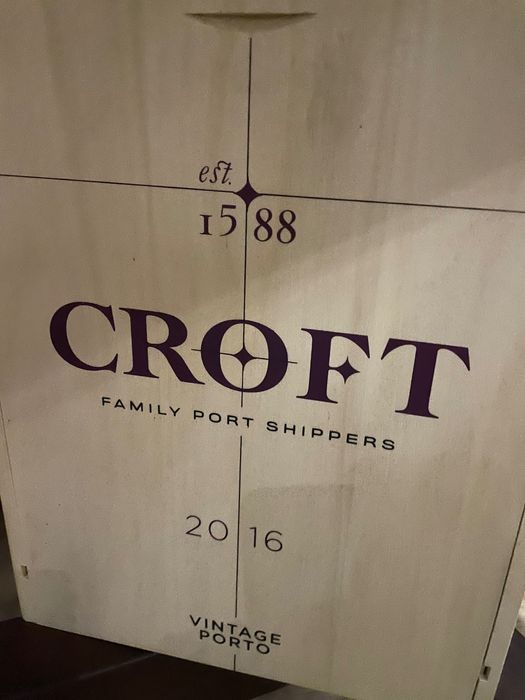 est.
1588
CROFT
FAMILY PORT SHIPPERS
2016
VINTAGE
PORTO